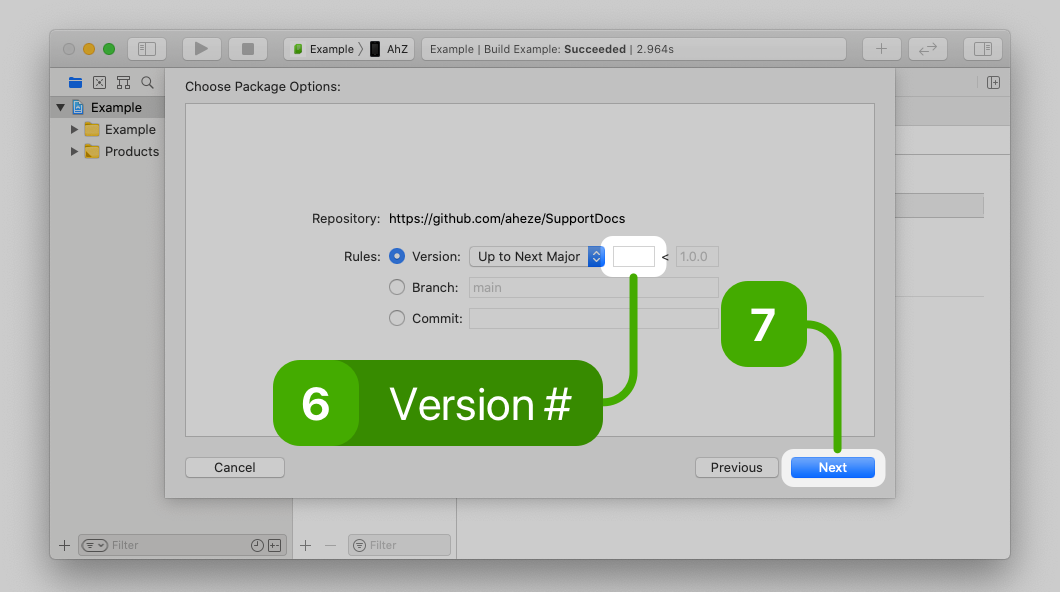 Example 〉 AhZ
Example | Build Example: Succeeded | 2.964s
Choose Package Options:
Example
Example
Products
Repository: https://github.com/aheze/SupportDocs
Rules: Version: Up to Next Major < 1.0.0
Branch: main
Commit:
7
6 Version #
Cancel Previous Next
Filter Filter